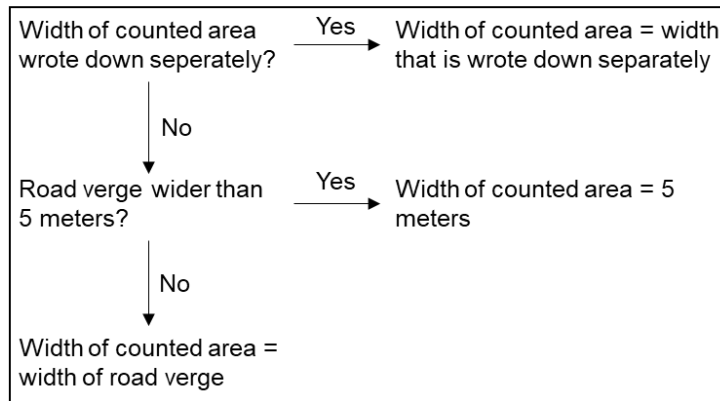 Width of counted area
wrote down seperately?
Yes
Width of counted area = width
that is wrote down separately
No
Road verge wider than
5 meters?
Yes
Width of counted area = 5
meters
No
Width of counted area =
width of road verge